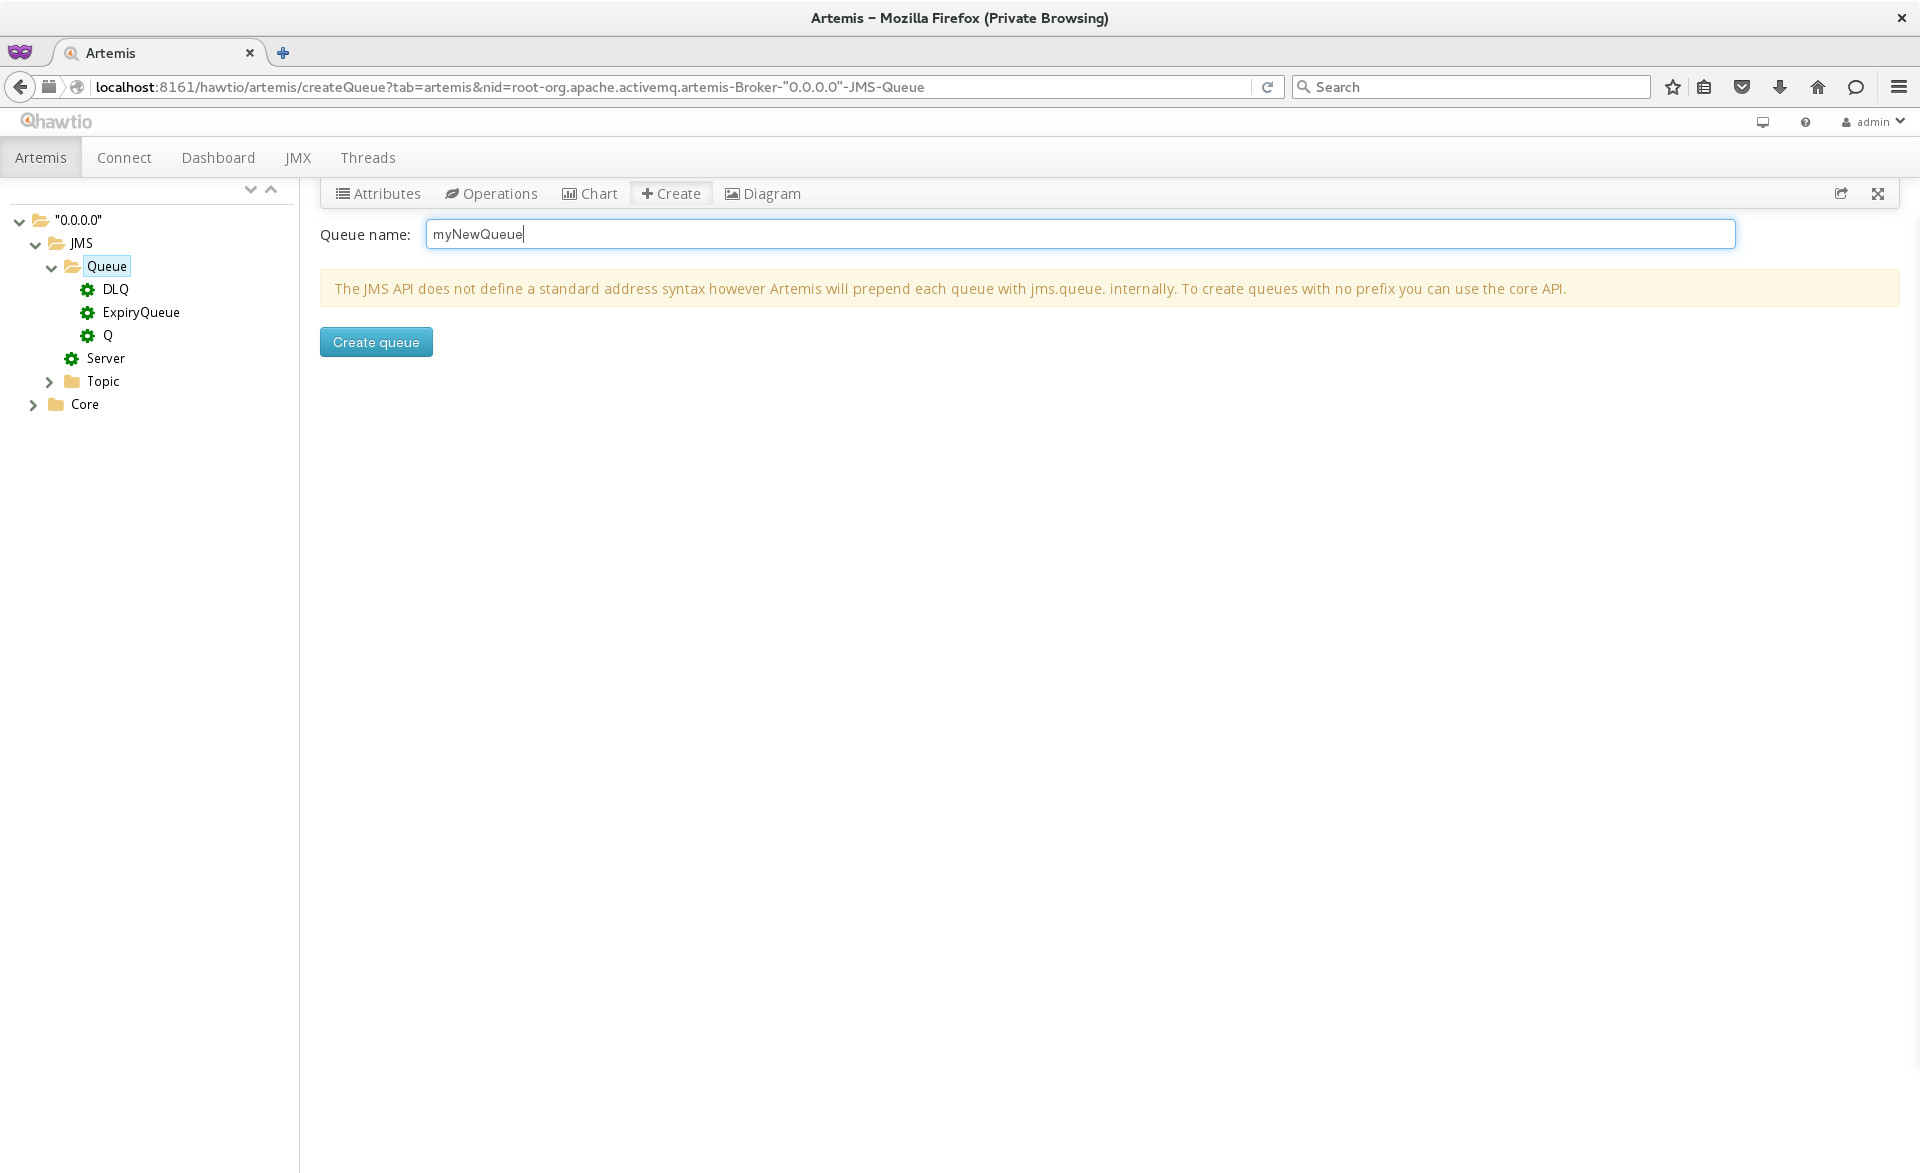 Artemis – Mozilla Firefox (Private Browsing)
Artemis
localhost:8161/hawtio/artemis/createQueue?tab=artemis&nid=root-org.apache.activemq.artemis-Broker-"0.0.0.0"-JMS-Queue
Search
hawtio
admin
Artemis Connect Dashboard JMX Threads
Attributes Operations Chart Create Diagram
"0.0.0.0"
JMS
Queue
DLQ
ExpiryQueue
Q
Server
Topic
Core
Queue name: myNewQueue
The JMS API does not define a standard address syntax however Artemis will prepend each queue with jms.queue. internally. To create queues with no prefix you can use the core API.
Create queue